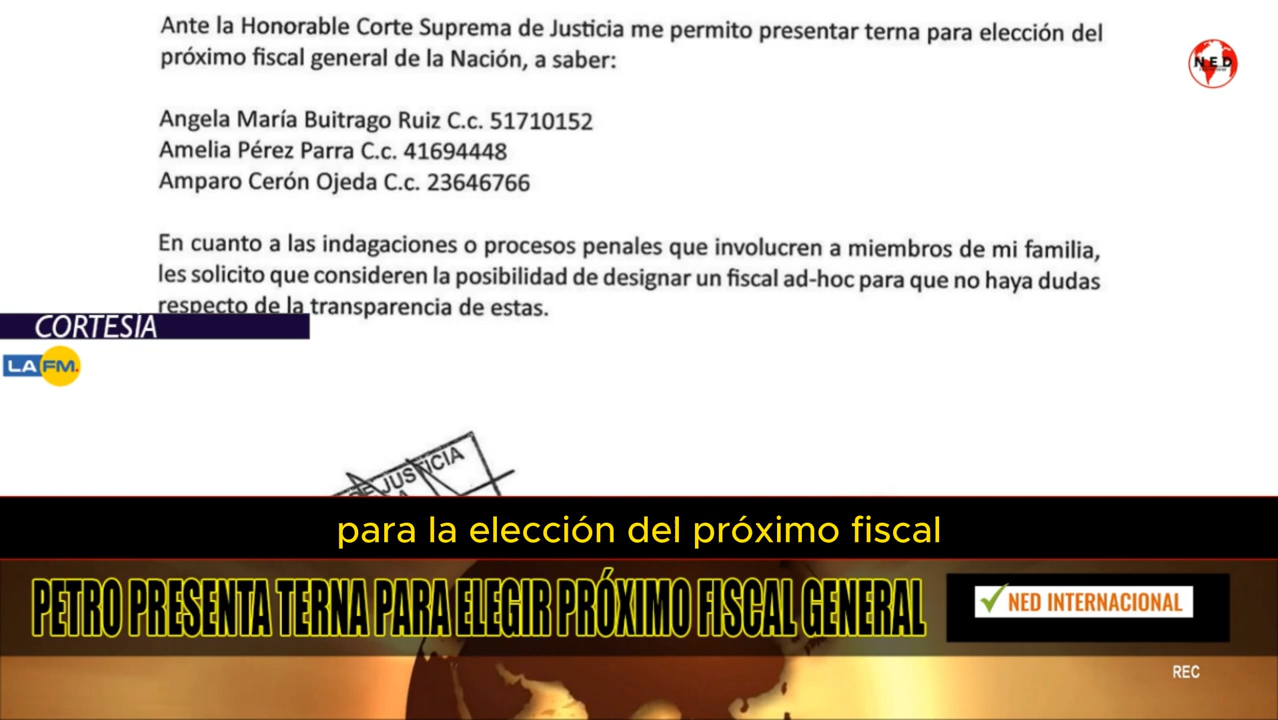 Ante la Honorable Corte Suprema de Justicia me permito presentar terna para elección del
próximo fiscal general de la Nación, a saber:
Angela María Buitrago Ruiz C.c. 51710152
Amelia Pérez Parra C.c. 41694448
Amparo Cerón Ojeda C.c. 23646766
En cuanto a las indagaciones o procesos penales que involucren a miembros de mi familia,
les solicito que consideren la posibilidad de designar un fiscal ad-hoc para que no haya dudas
respecto de la transparencia de estas.
NED
CORTESÍA
LA FM.
DE JUSTICIA
para la elección del próximo fiscal
PETRO PRESENTA TERNA PARA ELEGIR PRÓXIMO FISCAL GENERAL
NED INTERNACIONAL
REC